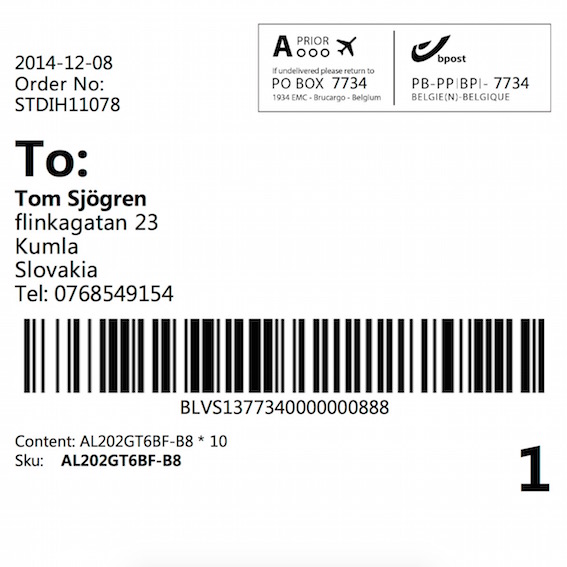 2014-12-08
Order No:
STDIH11078
A PRIOR
If undelivered please return to
PO BOX 7734
1934 EMC - Brucargo - Belgium
bpost
PB-PP|BPI- 7734
BELGIE(N)-BELGIQUE
To:
Tom Sjögren
flinkagatan 23
Kumla
Slovakia
Tel: 0768549154
BLVS1377340000000888
Content: AL202GT6BF-B8 * 10
Sku: AL202GT6BF-B8
1